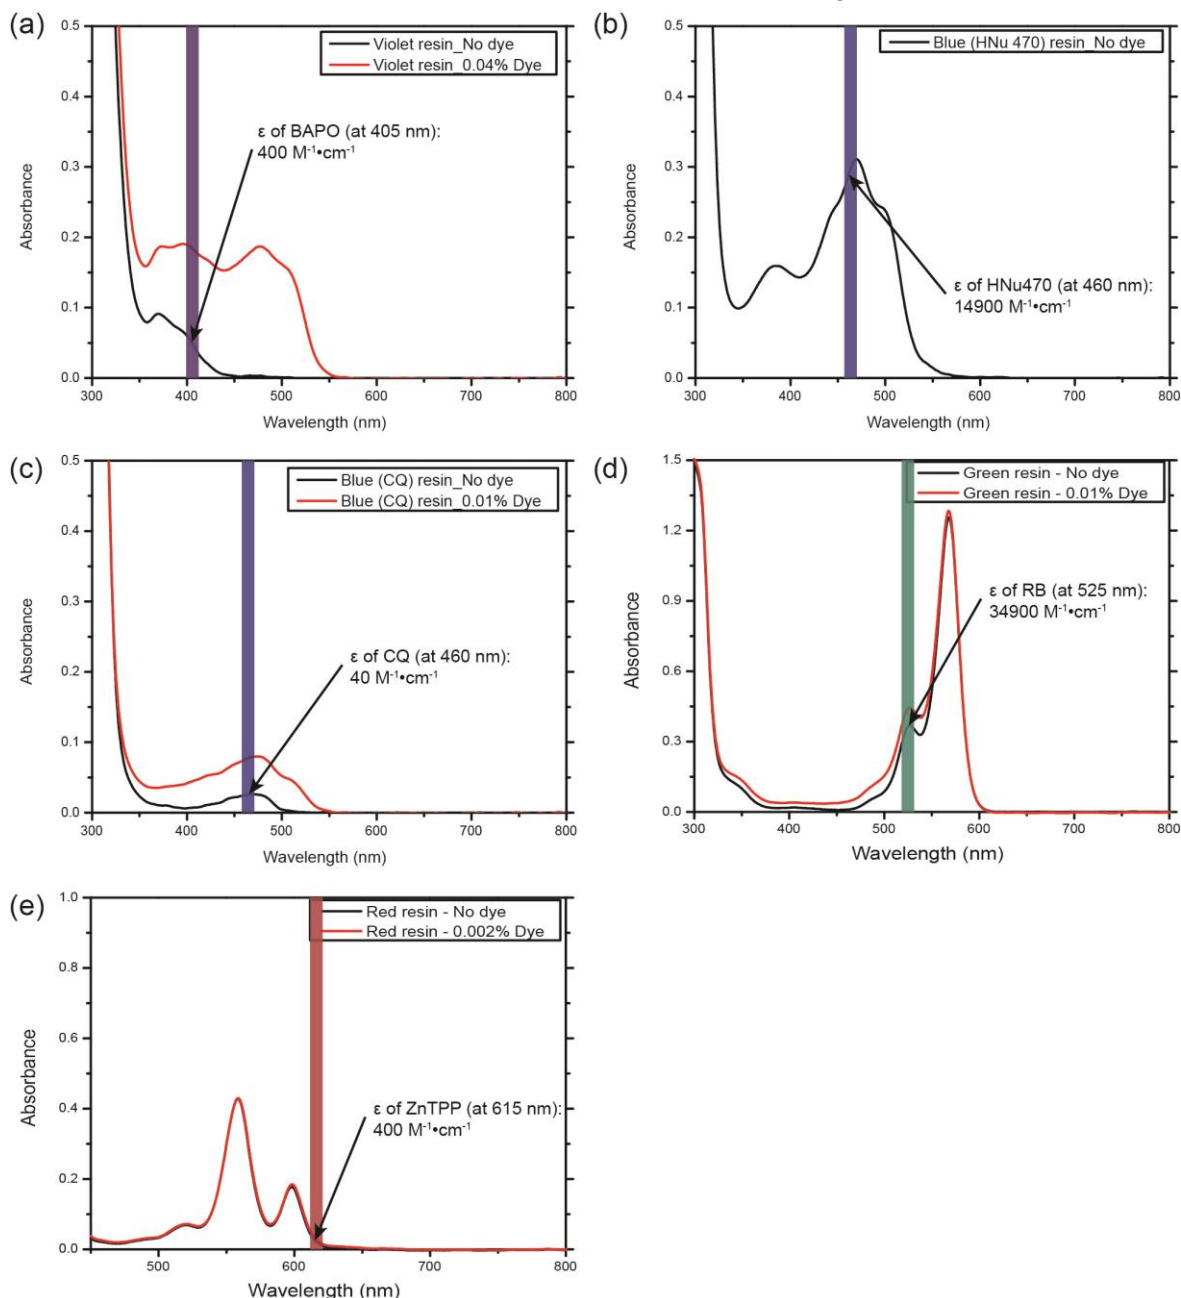 (a)
Violet resin_No dye
Violet resin_0.04% Dye
ε of BAPO (at 405 nm):
400 M⁻¹•cm⁻¹
Absorbance
0.5
0.4
0.3
0.2
0.1
0.0
300 400 500 600 700 800
Wavelength (nm)
(b)
Blue (HNu 470) resin_No dye
ε of HNu470 (at 460 nm):
14900 M⁻¹•cm⁻¹
Absorbance
0.5
0.4
0.3
0.2
0.1
0.0
300 400 500 600 700 800
Wavelength (nm)
(c)
Blue (CQ) resin_No dye
Blue (CQ) resin_0.01% Dye
ε of CQ (at 460 nm):
40 M⁻¹•cm⁻¹
Absorbance
0.5
0.4
0.3
0.2
0.1
0.0
300 400 500 600 700 800
Wavelength (nm)
(d)
Green resin - No dye
Green resin - 0.01% Dye
ε of RB (at 525 nm):
34900 M⁻¹•cm⁻¹
Absorbance
1.5
1.2
0.9
0.6
0.3
0.0
300 400 500 600 700 800
Wavelength (nm)
(e)
Red resin - No dye
Red resin - 0.002% Dye
ε of ZnTPP (at 615 nm):
400 M⁻¹•cm⁻¹
Absorbance
1.0
0.8
0.6
0.4
0.2
0.0
500 600 700 800
Wavelength (nm)